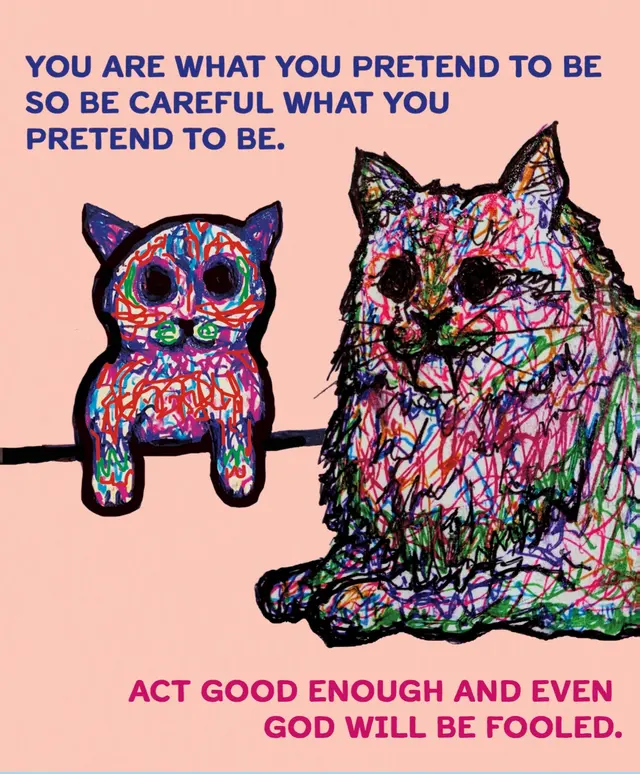 YOU ARE WHAT YOU PRETEND TO BE
SO BE CAREFUL WHAT YOU
PRETEND TO BE.
ACT GOOD ENOUGH AND EVEN
GOD WILL BE FOOLED.